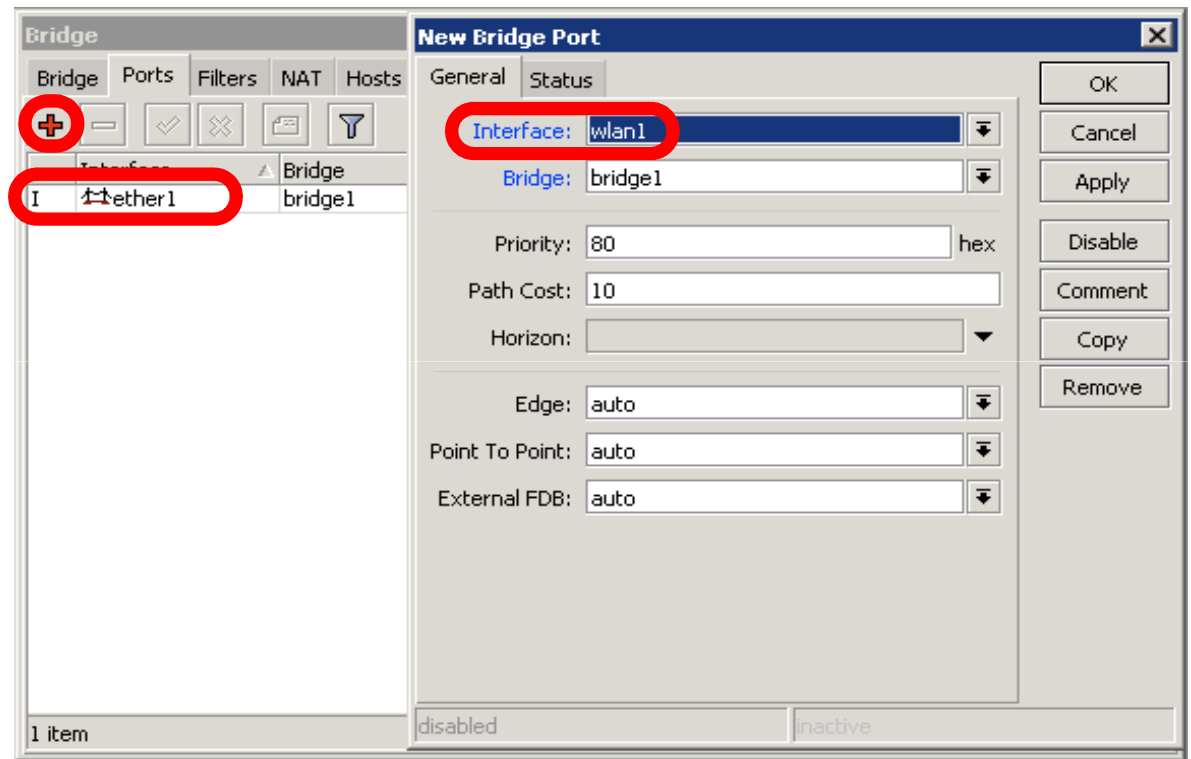 Bridge
Bridge Ports Filters NAT Hosts
Interface Bridge
I ether1 bridge1
1 item
New Bridge Port
General Status
Interface: wlan1
Bridge: bridge1
Priority: 80 hex
Path Cost: 10
Horizon:
Edge: auto
Point To Point: auto
External FDB: auto
OK
Cancel
Apply
Disable
Comment
Copy
Remove
disabled inactive